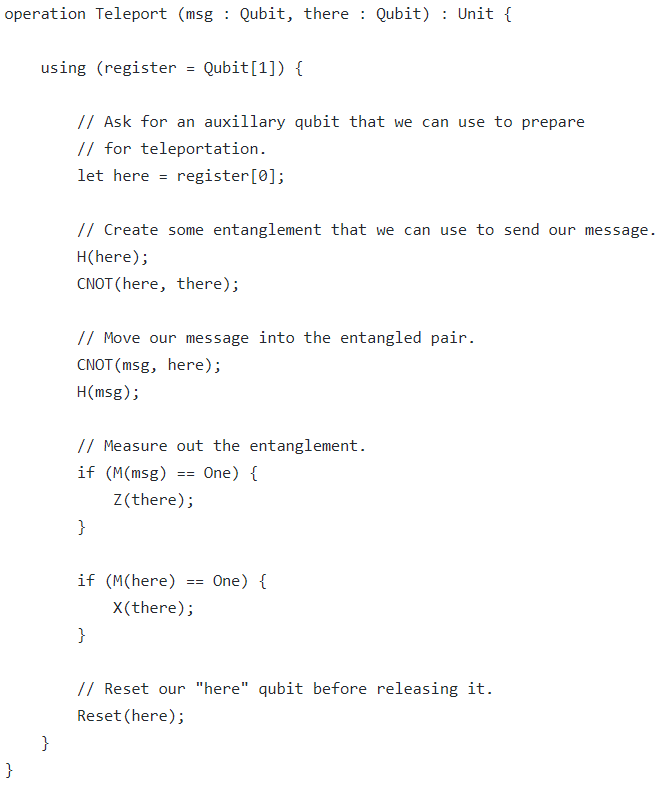 operation Teleport (msg : Qubit, there : Qubit) : Unit {
using (register = Qubit[1]) {
// Ask for an auxillary qubit that we can use to prepare
// for teleportation.
let here = register[0];
// Create some entanglement that we can use to send our message.
H(here);
CNOT(here, there);
// Move our message into the entangled pair.
CNOT(msg, here);
H(msg);
// Measure out the entanglement.
if (M(msg) == One) {
Z(there);
}
if (M(here) == One) {
X(there);
}
// Reset our "here" qubit before releasing it.
Reset(here);
}
}